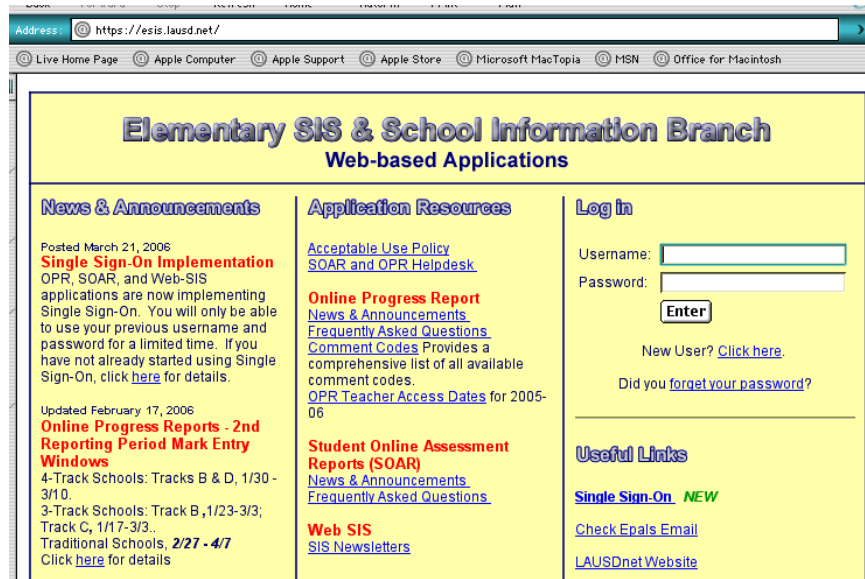 Address: @ https://esis.lausd.net/
@ Live Home Page @ Apple Computer @ Apple Support @ Apple Store @ Microsoft MacTopia @ MSN @ Office for Macintosh
Elementary SIS & School Information Branch
Web-based Applications
News & Announcements
Posted March 21, 2006
Single Sign-On Implementation
OPR, SOAR, and Web-SIS
applications are now implementing
Single Sign-On. You will only be able
to use your previous username and
password for a limited time. If you
have not already started using Single
Sign-On, click here for details.
Updated February 17, 2006
Online Progress Reports - 2nd
Reporting Period Mark Entry
Windows
4-Track Schools: Tracks B & D, 1/30 -
3/10.
3-Track Schools: Track B ,1/23-3/3;
Track C, 1/17-3/3..
Traditional Schools, 2/27 - 4/7
Click here for details
Application Resources
Acceptable Use Policy
SOAR and OPR Helpdesk
Online Progress Report
News & Announcements
Frequently Asked Questions
Comment Codes Provides a
comprehensive list of all available
comment codes.
OPR Teacher Access Dates for 2005-
06
Student Online Assessment
Reports (SOAR)
News & Announcements
Frequently Asked Questions
Web SIS
SIS Newsletters
Log in
Username:
Password:
Enter
New User? Click here.
Did you forget your password?
Useful Links
Single Sign-On NEW
Check Epals Email
LAUSDnet Website